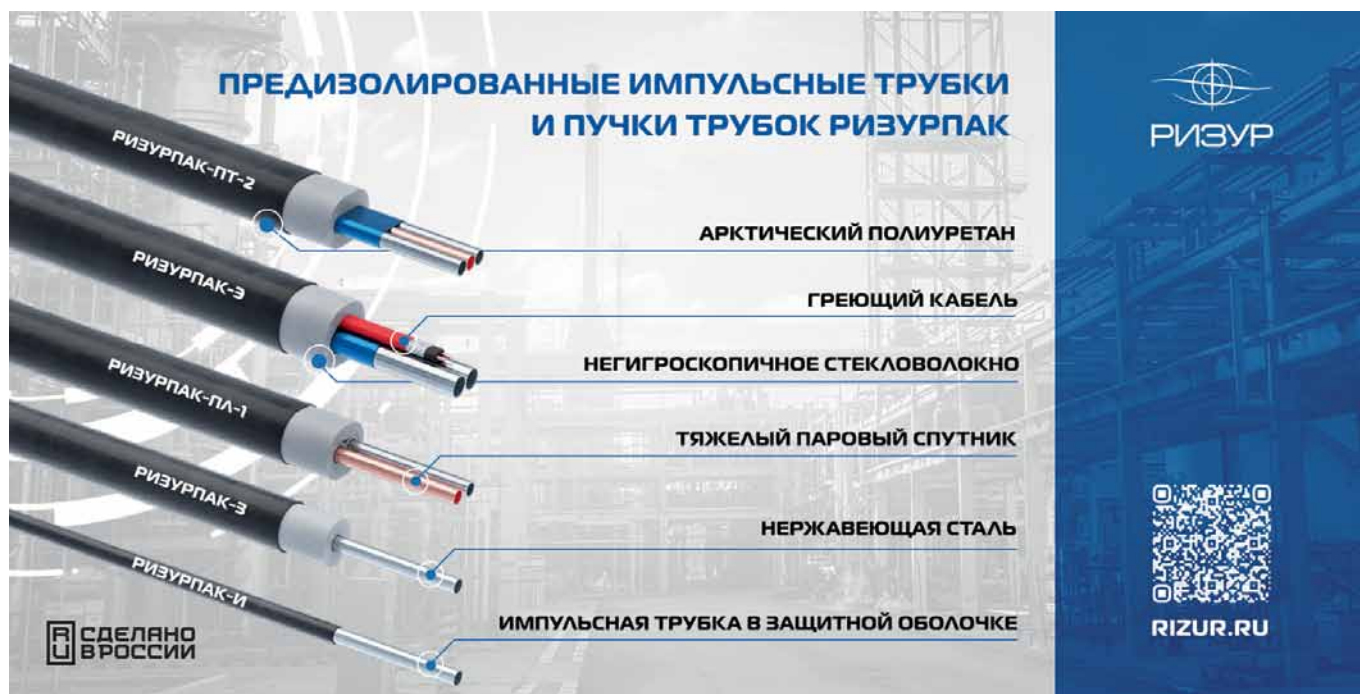 ПРЕДИЗОЛИРОВАННЫЕ ИМПУЛЬСНЫЕ ТРУБКИ
И ПУЧКИ ТРУБОК РИЗУРПАК
РИЗУР
РИЗУРПАК-ПТ-2
АРКТИЧЕСКИЙ ПОЛИУРЕТАН
РИЗУРПАК-Э
ГРЕЮЩИЙ КАБЕЛЬ
НЕГИГРОСКОПИЧНОЕ СТЕКЛОВОЛОКНО
РИЗУРПАК-ПЛ-1
ТЯЖЕЛЫЙ ПАРОВЫЙ СПУТНИК
РИЗУРПАК-З
НЕРЖАВЕЮЩАЯ СТАЛЬ
РИЗУРПАК-И
ИМПУЛЬСНАЯ ТРУБКА В ЗАЩИТНОЙ ОБОЛОЧКЕ
СДЕЛАНО
В РОССИИ
RIZUR.RU